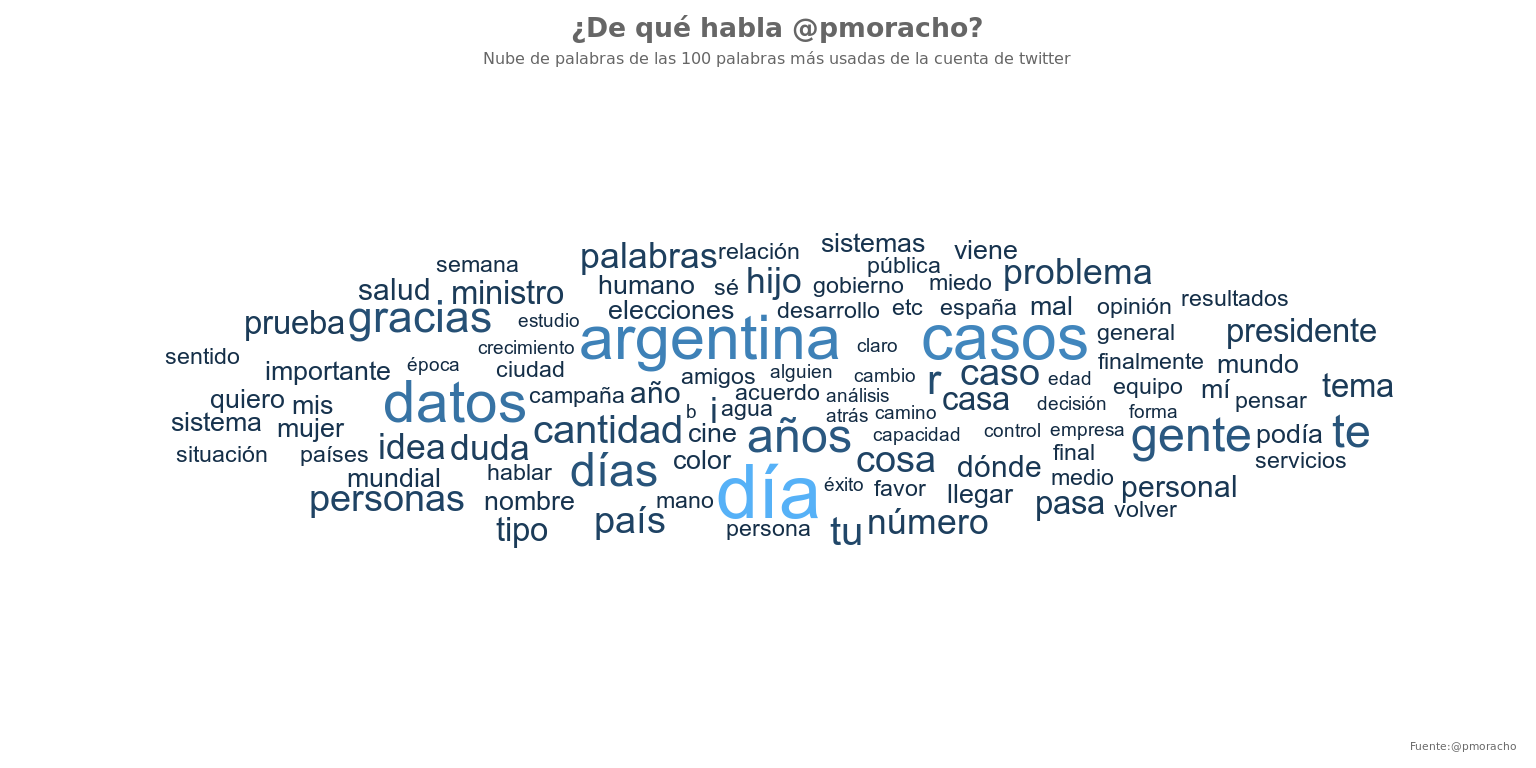 ¿De qué habla @pmoracho?
Nube de palabras de las 100 palabras más usadas de la cuenta de twitter
sistemas
palabras relación viene
semana pública
salud ministro humano sé hijo gobierno miedo problema
elecciones desarrollo etc españa mal opinión resultados
prueba gracias estudio argentina casos general presidente
sentido crecimiento claro finalmente mundo
importante época ciudad amigos alguien cambio r caso edad equipo mí tema
quiero mis datos campaña año acuerdo análisis casa decisión pensar
sistema mujer b i agua atrás camino forma
cantidad cine años capacidad control empresa gente podía te
situación países idea duda color cosa dónde final servicios
mundial hablar días día éxito favor llegar medio personal
personas nombre mano pasa volver
tipo país persona tu número
Fuente:@pmoracho